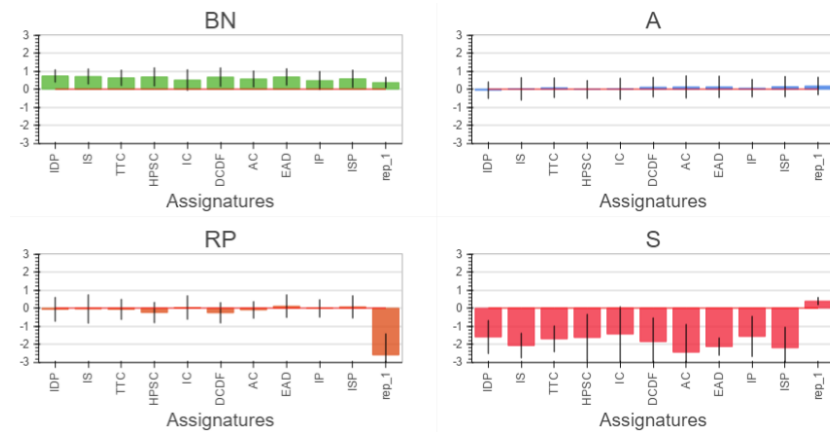 BN
3
2
1
0
-1
-2
-3
IDP
IS
TTC
HPSC
IC
DCDF
AC
EAD
IP
ISP
rep_1
Assignatures
A
3
2
1
0
-1
-2
-3
IDP
IS
TTC
HPSC
IC
DCDF
AC
EAD
IP
ISP
rep_1
Assignatures
RP
3
2
1
0
-1
-2
-3
IDP
IS
TTC
HPSC
IC
DCDF
AC
EAD
IP
ISP
rep_1
Assignatures
S
3
2
1
0
-1
-2
-3
IDP
IS
TTC
HPSC
IC
DCDF
AC
EAD
IP
ISP
rep_1
Assignatures